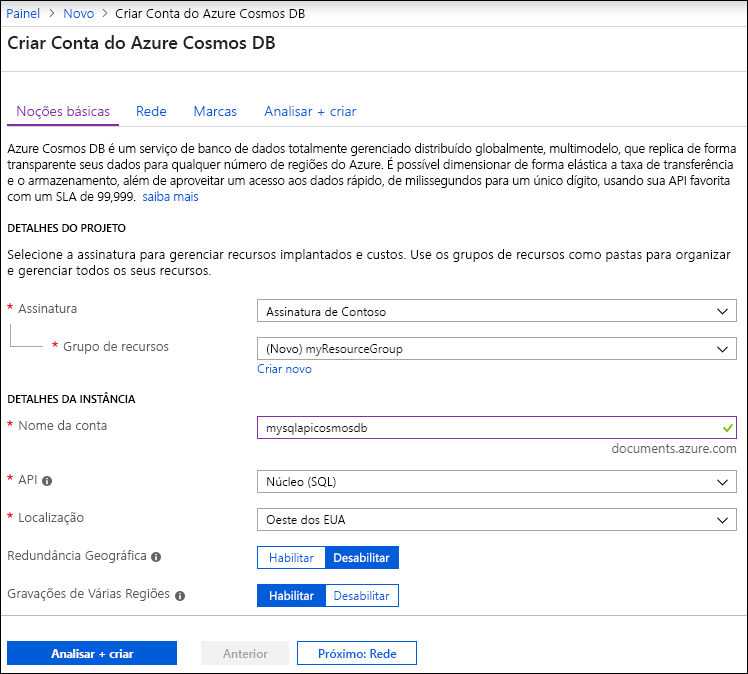 Painel > Novo > Criar Conta do Azure Cosmos DB
Criar Conta do Azure Cosmos DB
Noções básicas Rede Marcas Analisar + criar
Azure Cosmos DB é um serviço de banco de dados totalmente gerenciado distribuído globalmente, multimodelo, que replica de forma
transparente seus dados para qualquer número de regiões do Azure. É possível dimensionar de forma elástica a taxa de transferência
e o armazenamento, além de aproveitar um acesso aos dados rápido, de milissegundos para um único dígito, usando sua API favorita
com um SLA de 99,999. saiba mais
DETALHES DO PROJETO
Selecione a assinatura para gerenciar recursos implantados e custos. Use os grupos de recursos como pastas para organizar
e gerenciar todos os seus recursos.
* Assinatura Assinatura de Contoso
* Grupo de recursos (Novo) myResourceGroup
Criar novo
DETALHES DA INSTÂNCIA
* Nome da conta mysqlapicosmosdb
documents.azure.com
* API Núcleo (SQL)
* Localização Oeste dos EUA
Redundância Geográfica Habilitar Desabilitar
Gravações de Várias Regiões Habilitar Desabilitar
Analisar + criar Anterior Próximo: Rede